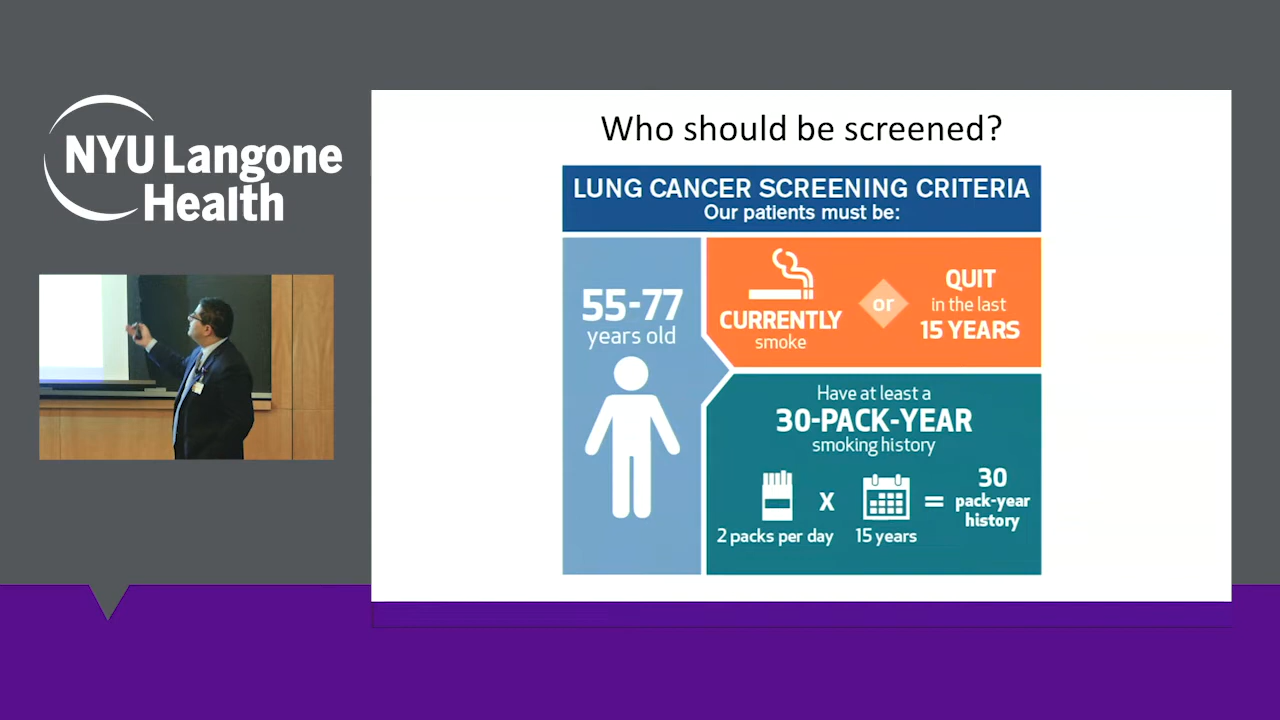 NYU Langone
Health
Who should be screened?
LUNG CANCER SCREENING CRITERIA
Our patients must be:
55-77
years old
CURRENTLY
smoke
or
QUIT
in the last
15 YEARS
Have at least a
30-PACK-YEAR
smoking history
2 packs per day
X
15 years
=
30
pack-year
history